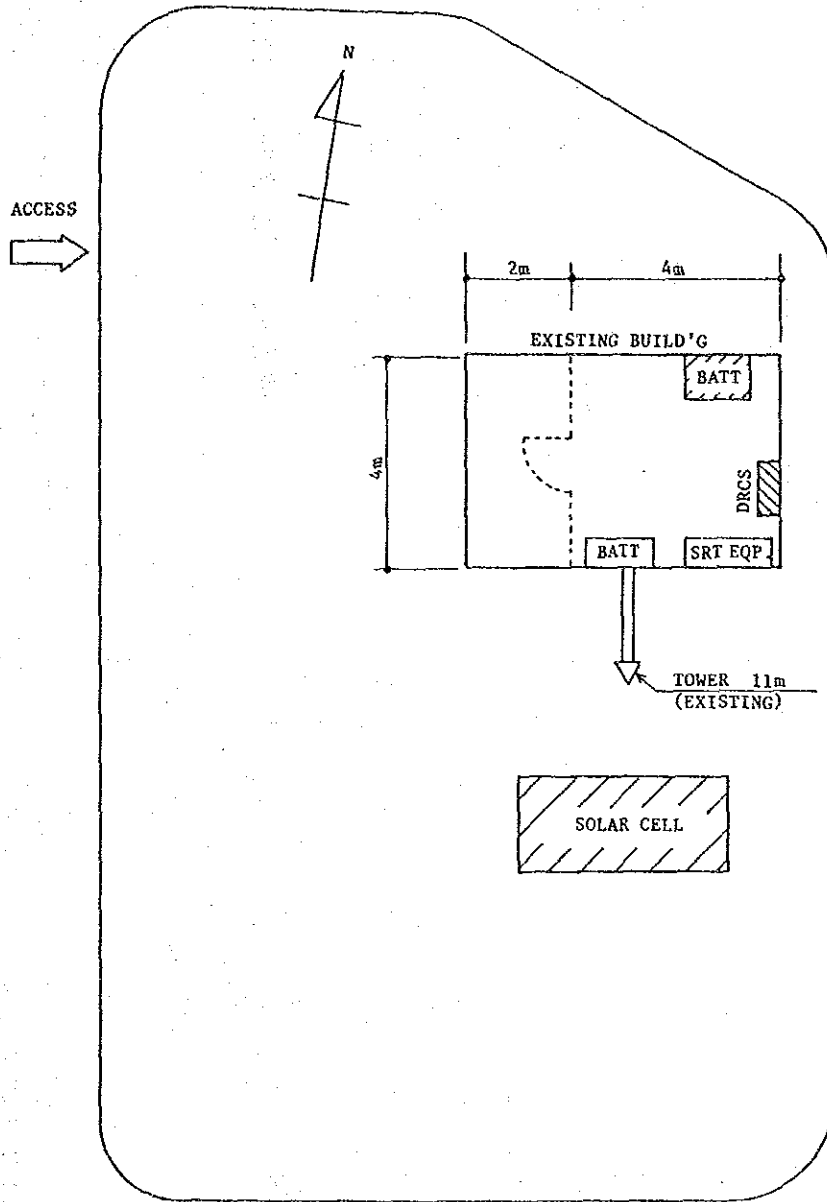 N
ACCESS
2m
4m
EXISTING BUILD'G
BATT
4m
DRCS
BATT
SRT EQP
TOWER 11m
(EXISTING)
SOLAR CELL